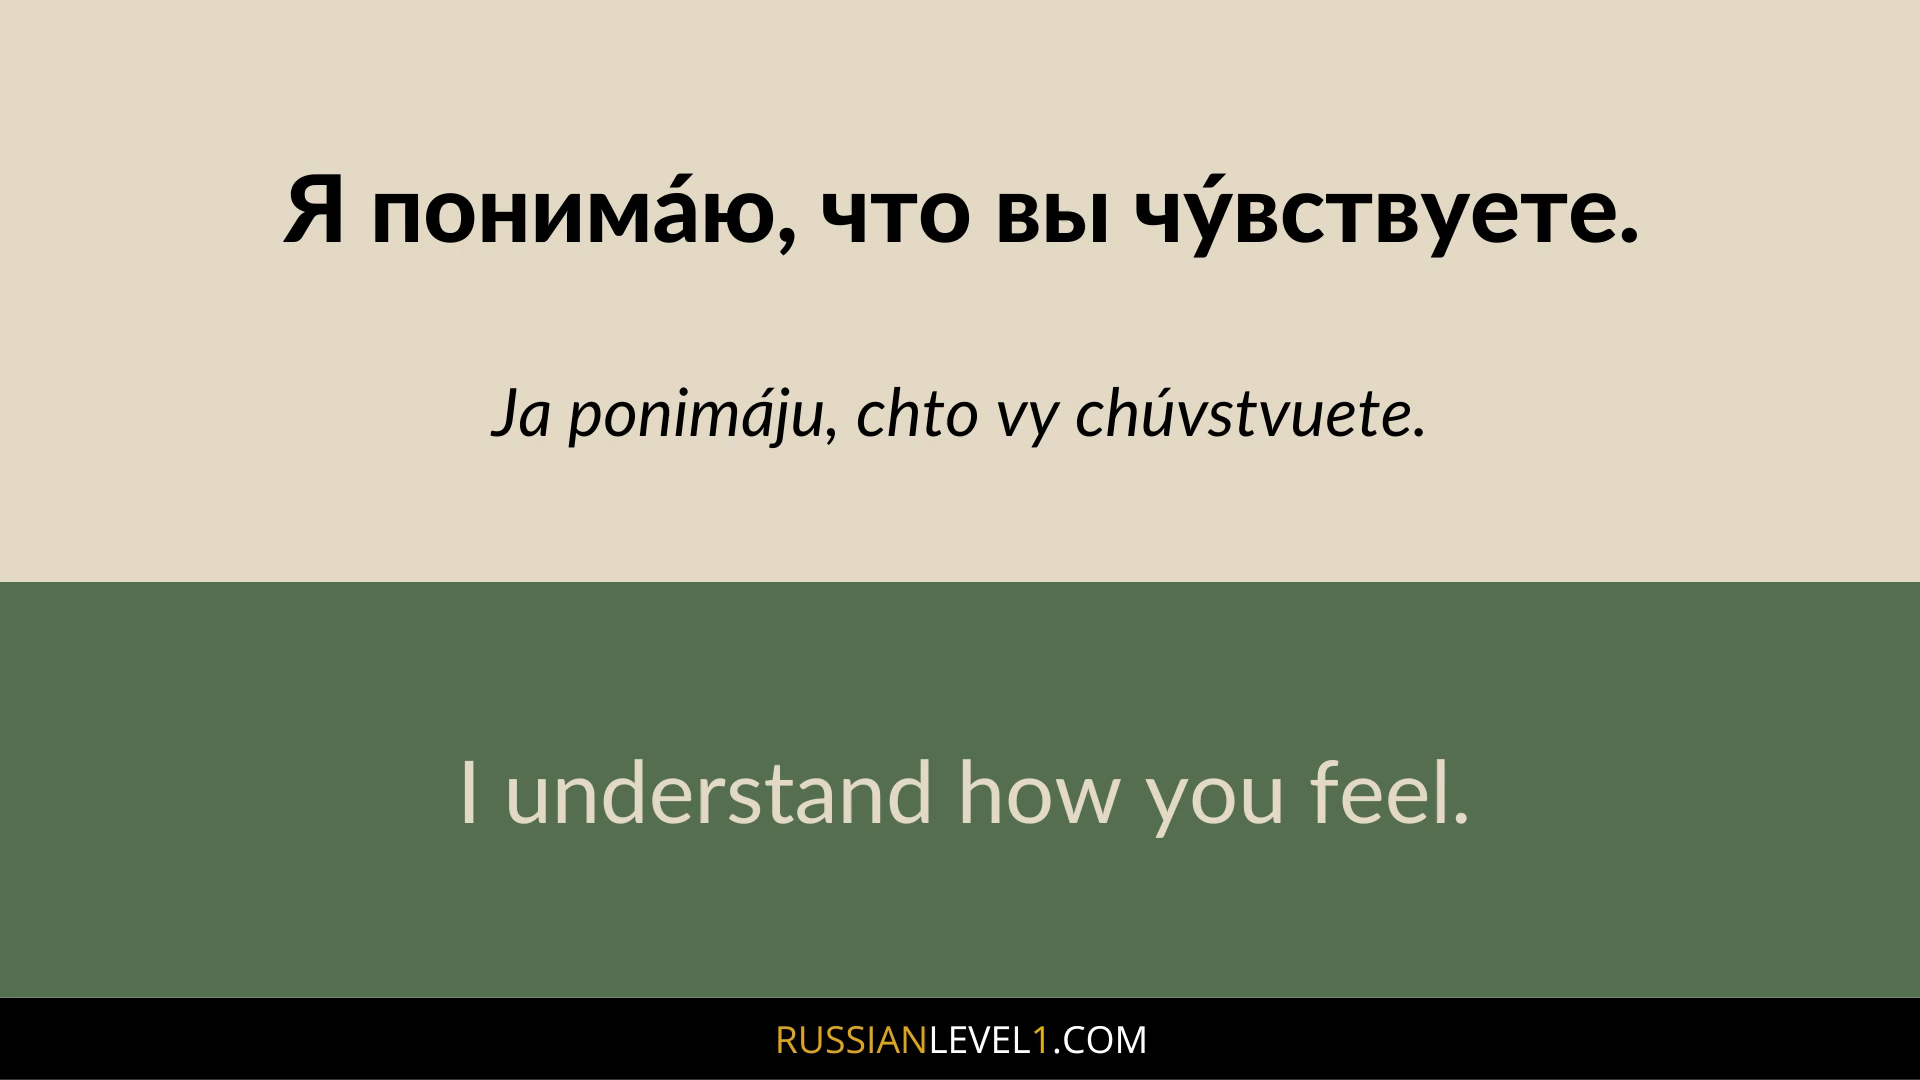 Я понима́ю, что вы чу́вствуете.
Ja ponimáju, chto vy chúvstvuete.
I understand how you feel.
RUSSIANLEVEL1.COM